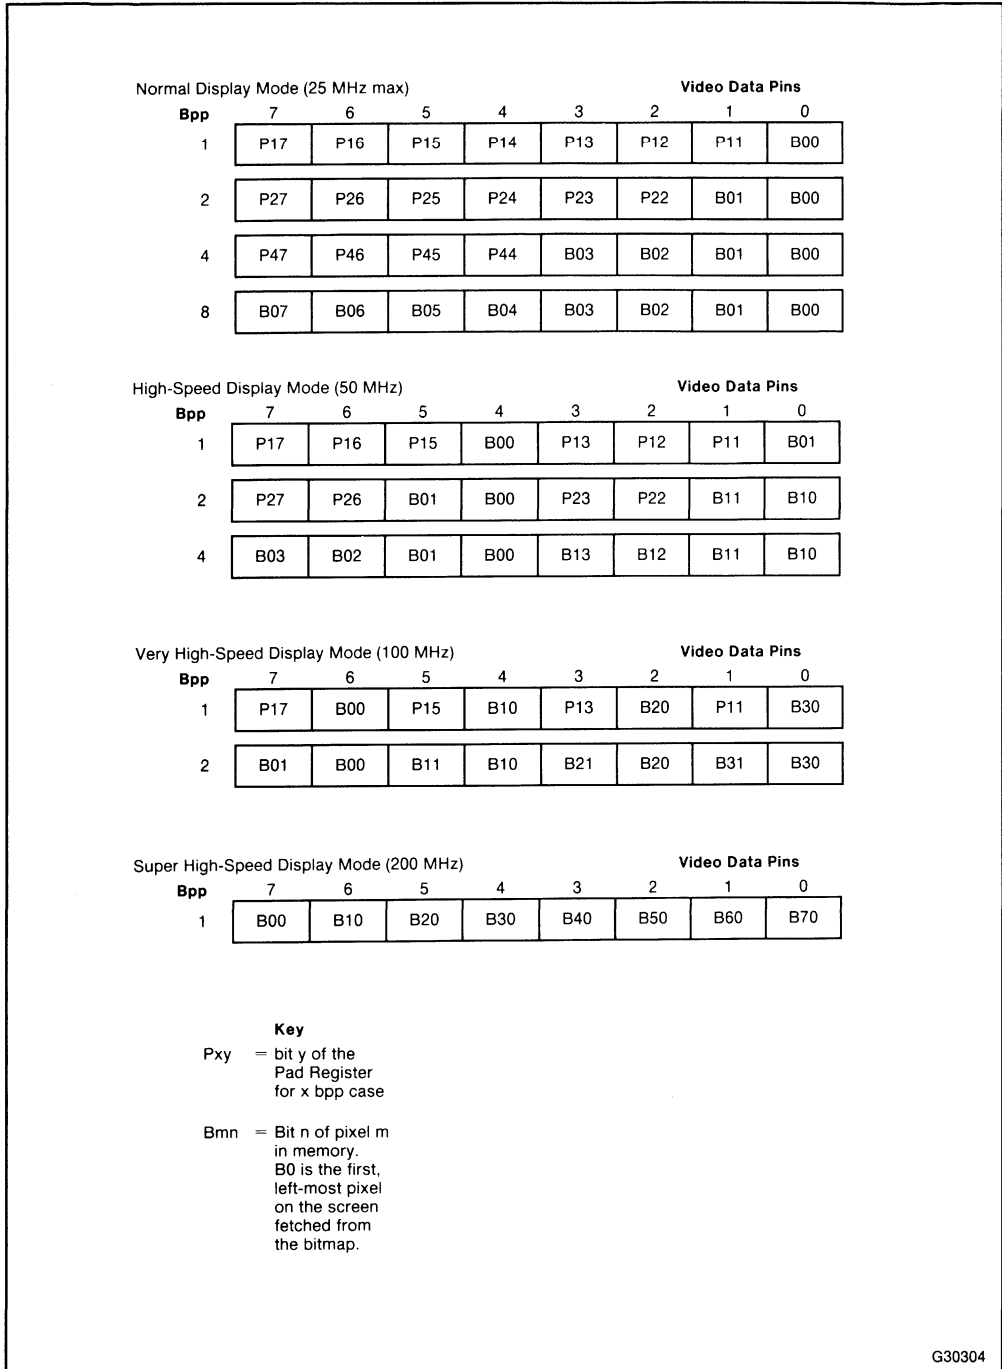 Normal Display Mode (25 MHz max) Video Data Pins
Bpp 7 6 5 4 3 2 1 0
1 P17 P16 P15 P14 P13 P12 P11 B00
2 P27 P26 P25 P24 P23 P22 B01 B00
4 P47 P46 P45 P44 B03 B02 B01 B00
8 B07 B06 B05 B04 B03 B02 B01 B00
High-Speed Display Mode (50 MHz) Video Data Pins
Bpp 7 6 5 4 3 2 1 0
1 P17 P16 P15 B00 P13 P12 P11 B01
2 P27 P26 B01 B00 P23 P22 B11 B10
4 B03 B02 B01 B00 B13 B12 B11 B10
Very High-Speed Display Mode (100 MHz) Video Data Pins
Bpp 7 6 5 4 3 2 1 0
1 P17 B00 P15 B10 P13 B20 P11 B30
2 B01 B00 B11 B10 B21 B20 B31 B30
Super High-Speed Display Mode (200 MHz) Video Data Pins
Bpp 7 6 5 4 3 2 1 0
1 B00 B10 B20 B30 B40 B50 B60 B70
Key
Pxy = bit y of the
Pad Register
for x bpp case
Bmn = Bit n of pixel m
in memory.
B0 is the first,
left-most pixel
on the screen
fetched from
the bitmap.
G30304